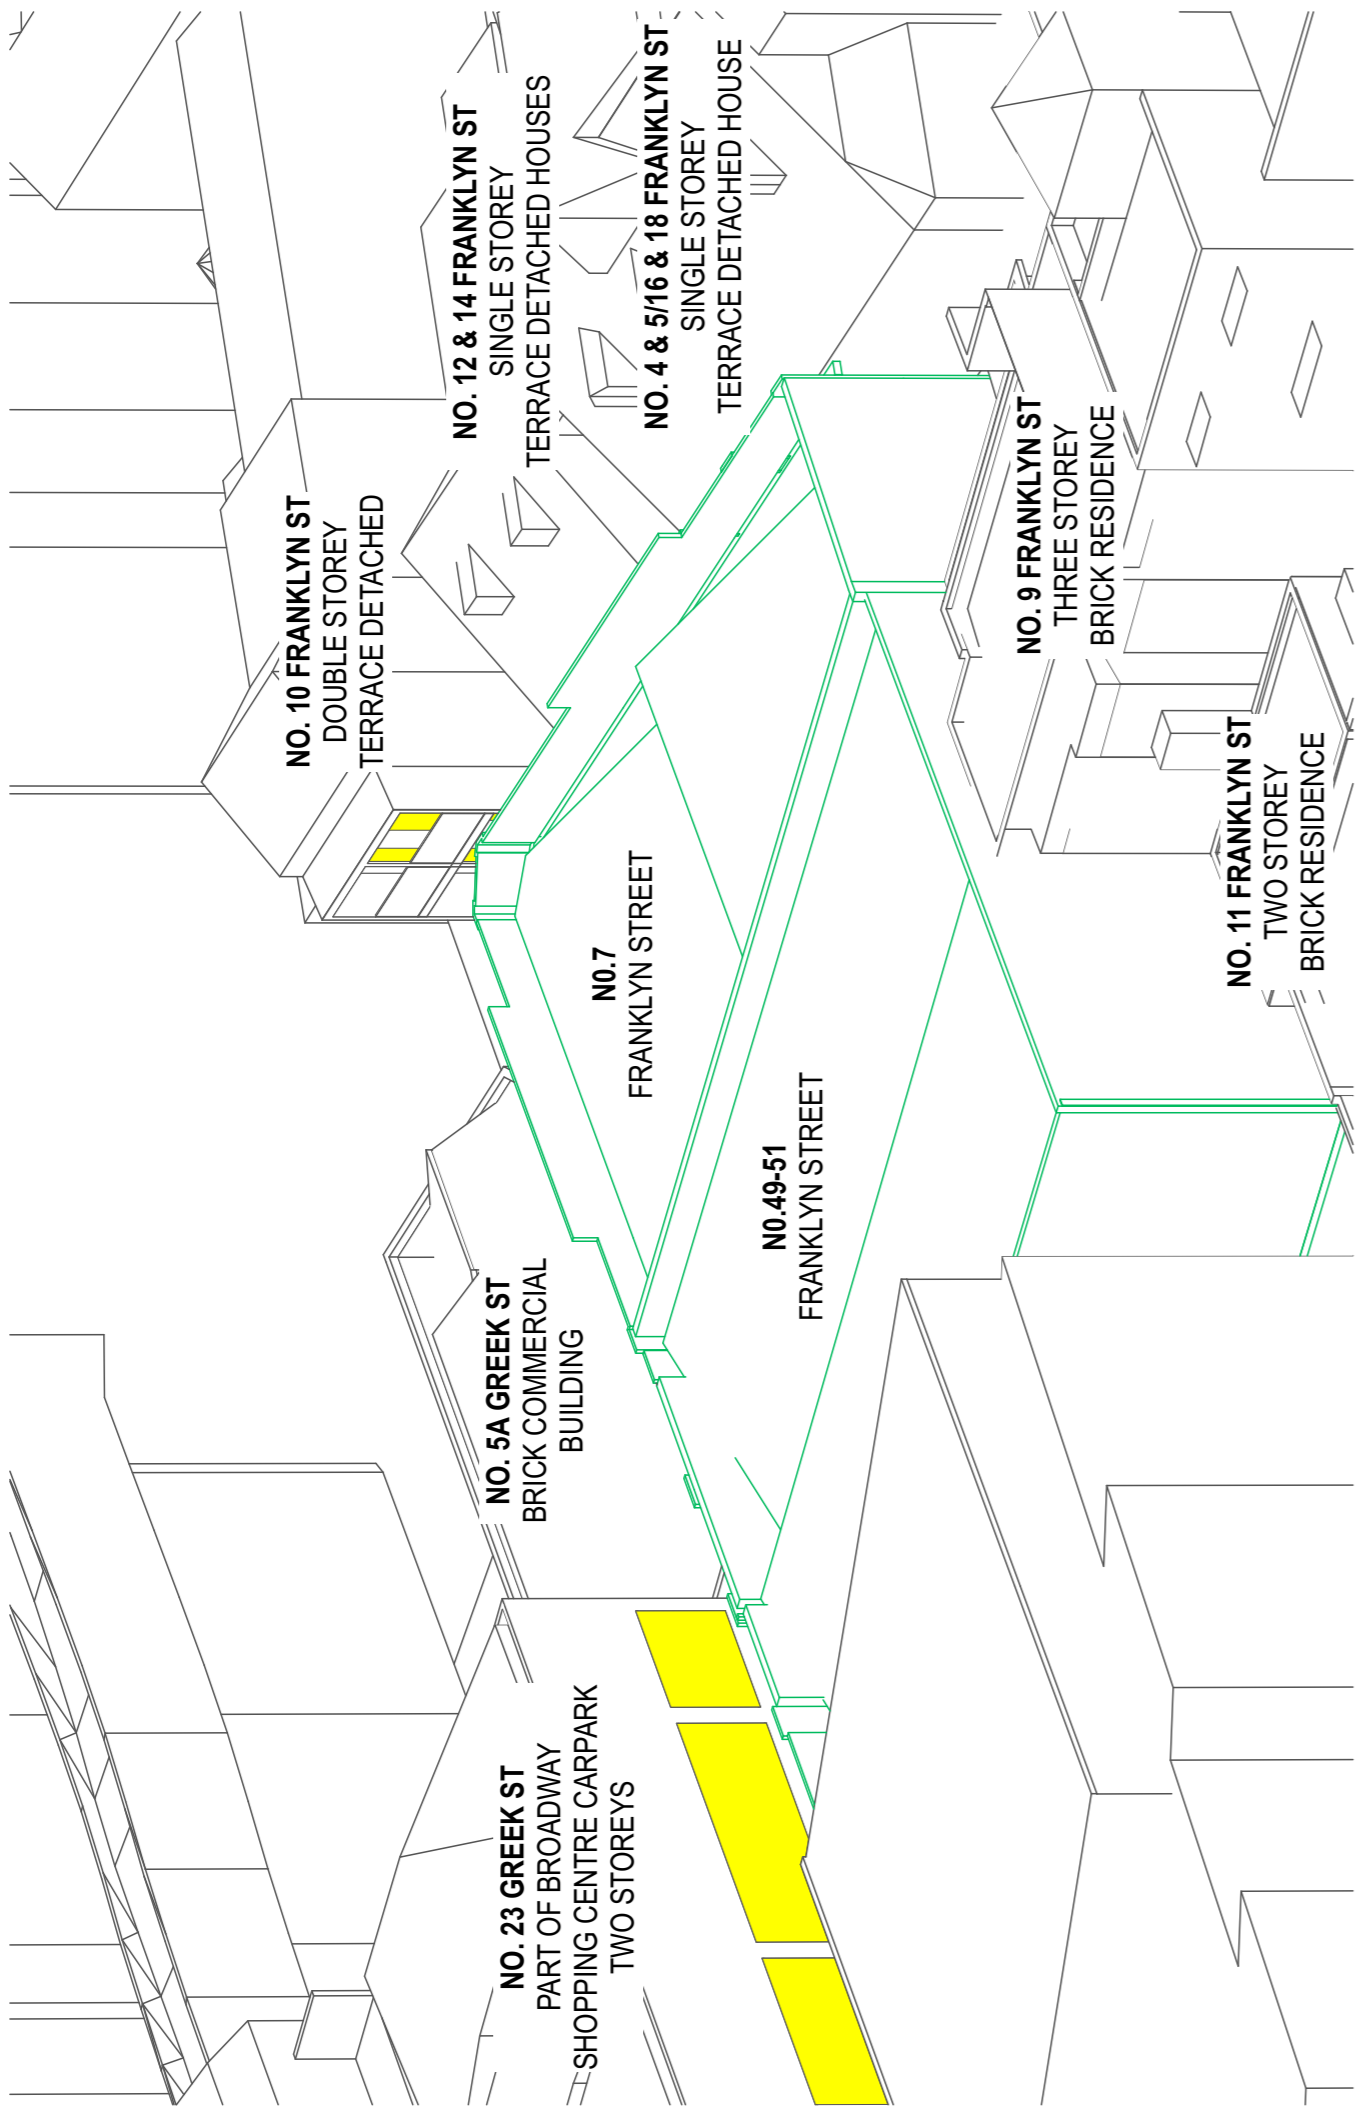 NO. 23 GREEK ST
PART OF BROADWAY
SHOPPING CENTRE CARPARK
TWO STOREYS
NO. 5A GREEK ST
BRICK COMMERCIAL
BUILDING
NO. 10 FRANKLYN ST
DOUBLE STOREY
TERRACE DETACHED
NO. 12 & 14 FRANKLYN ST
SINGLE STOREY
TERRACE DETACHED HOUSES
NO. 4 & 5/16 & 18 FRANKLYN ST
SINGLE STOREY
TERRACE DETACHED HOUSE
N0.7
FRANKLYN STREET
N0.49-51
FRANKLYN STREET
NO. 9 FRANKLYN ST
THREE STOREY
BRICK RESIDENCE
NO. 11 FRANKLYN ST
TWO STOREY
BRICK RESIDENCE